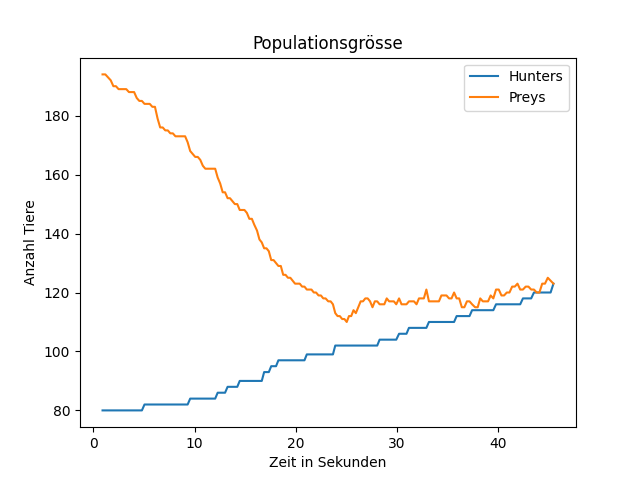 Populationsgrösse
Hunters
Preys
Anzahl Tiere
180
160
140
120
100
80
0 10 20 30 40
Zeit in Sekunden